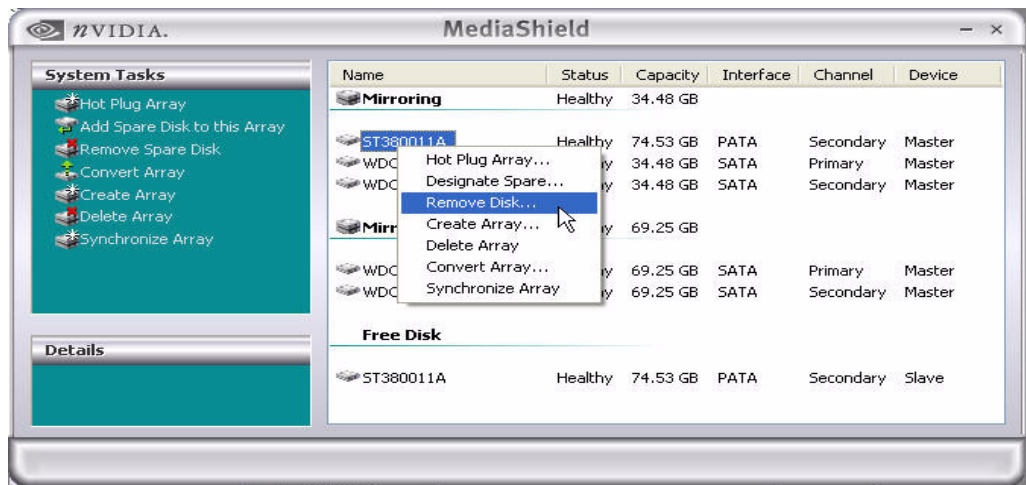 nVIDIA. MediaShield
System Tasks
Hot Plug Array
Add Spare Disk to this Array
Remove Spare Disk
Convert Array
Create Array
Delete Array
Synchronize Array
Details
Name Status Capacity Interface Channel Device
Mirroring Healthy 34.48 GB
ST380011A Healthy 74.53 GB PATA Secondary Master
WDC y 34.48 GB SATA Primary Master
WDC y 34.48 GB SATA Secondary Master
Mirr y 69.25 GB
WDC y 69.25 GB SATA Primary Master
WDC y 69.25 GB SATA Secondary Master
Hot Plug Array...
Designate Spare...
Remove Disk...
Create Array...
Delete Array
Convert Array...
Synchronize Array
Free Disk
ST380011A Healthy 74.53 GB PATA Secondary Slave